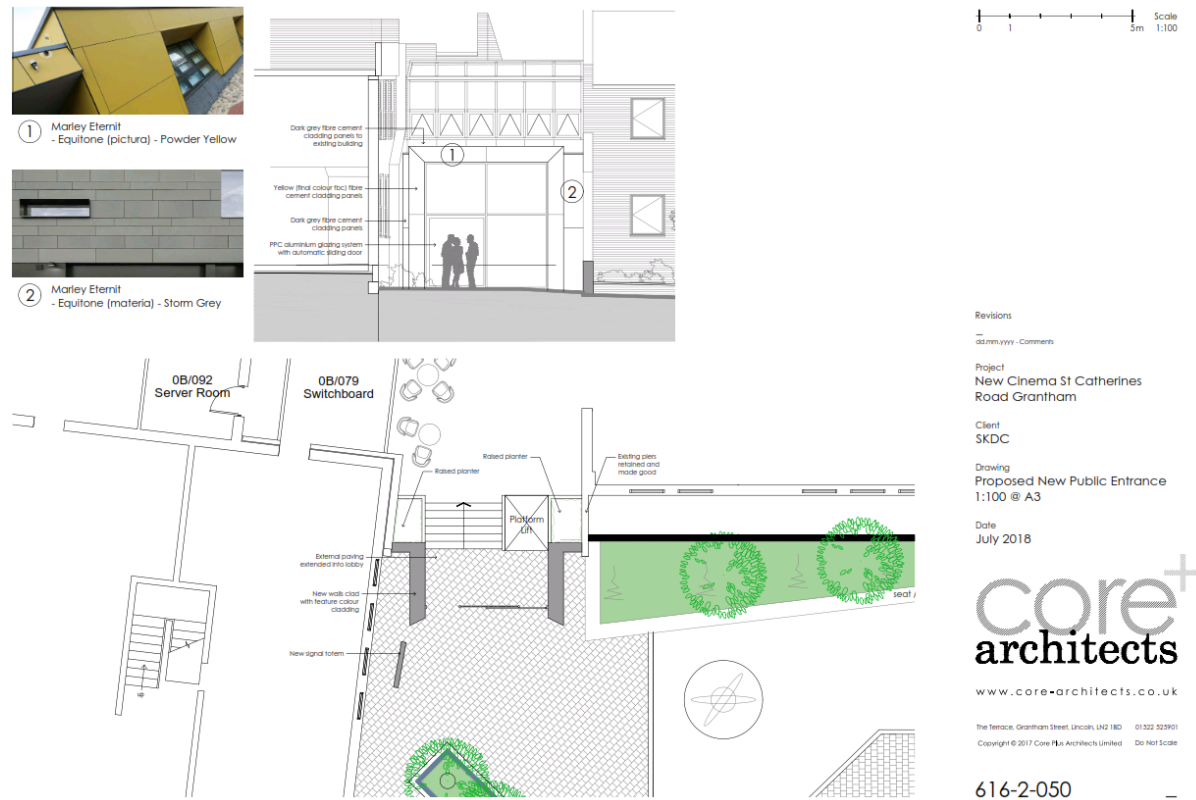 1
Marley Eternit
- Equitone (pictura) - Powder Yellow
2
Marley Eternit
- Equitone (materia) - Storm Grey
Dark grey fibre cement
cladding panels to
existing building
Yellow (final colour tbc) fibre
cement cladding panels
Dark grey fibre cement
cladding panels
PPC aluminium glazing system
with automatic sliding door
1
2
0 1 5m
Scale
1:100
0B/092
Server Room
0B/079
Switchboard
Raised planter
Raised planter
Existing piers
retained and
made good
Platform
Lift
External paving
extended into lobby
New walls clad
with feature colour
cladding
New signal totem
seat /
up
Revisions
dd.mm.yyyy - Comments
Project
New Cinema St Catherines
Road Grantham
Client
SKDC
Drawing
Proposed New Public Entrance
1:100 @ A3
Date
July 2018
core+
architects
www.core-architects.co.uk
The Terrace, Grantham Street, Lincoln, LN2 1BD 01522 525901
Copyright © 2017 Core Plus Architects Limited Do Not Scale
616-2-050 _